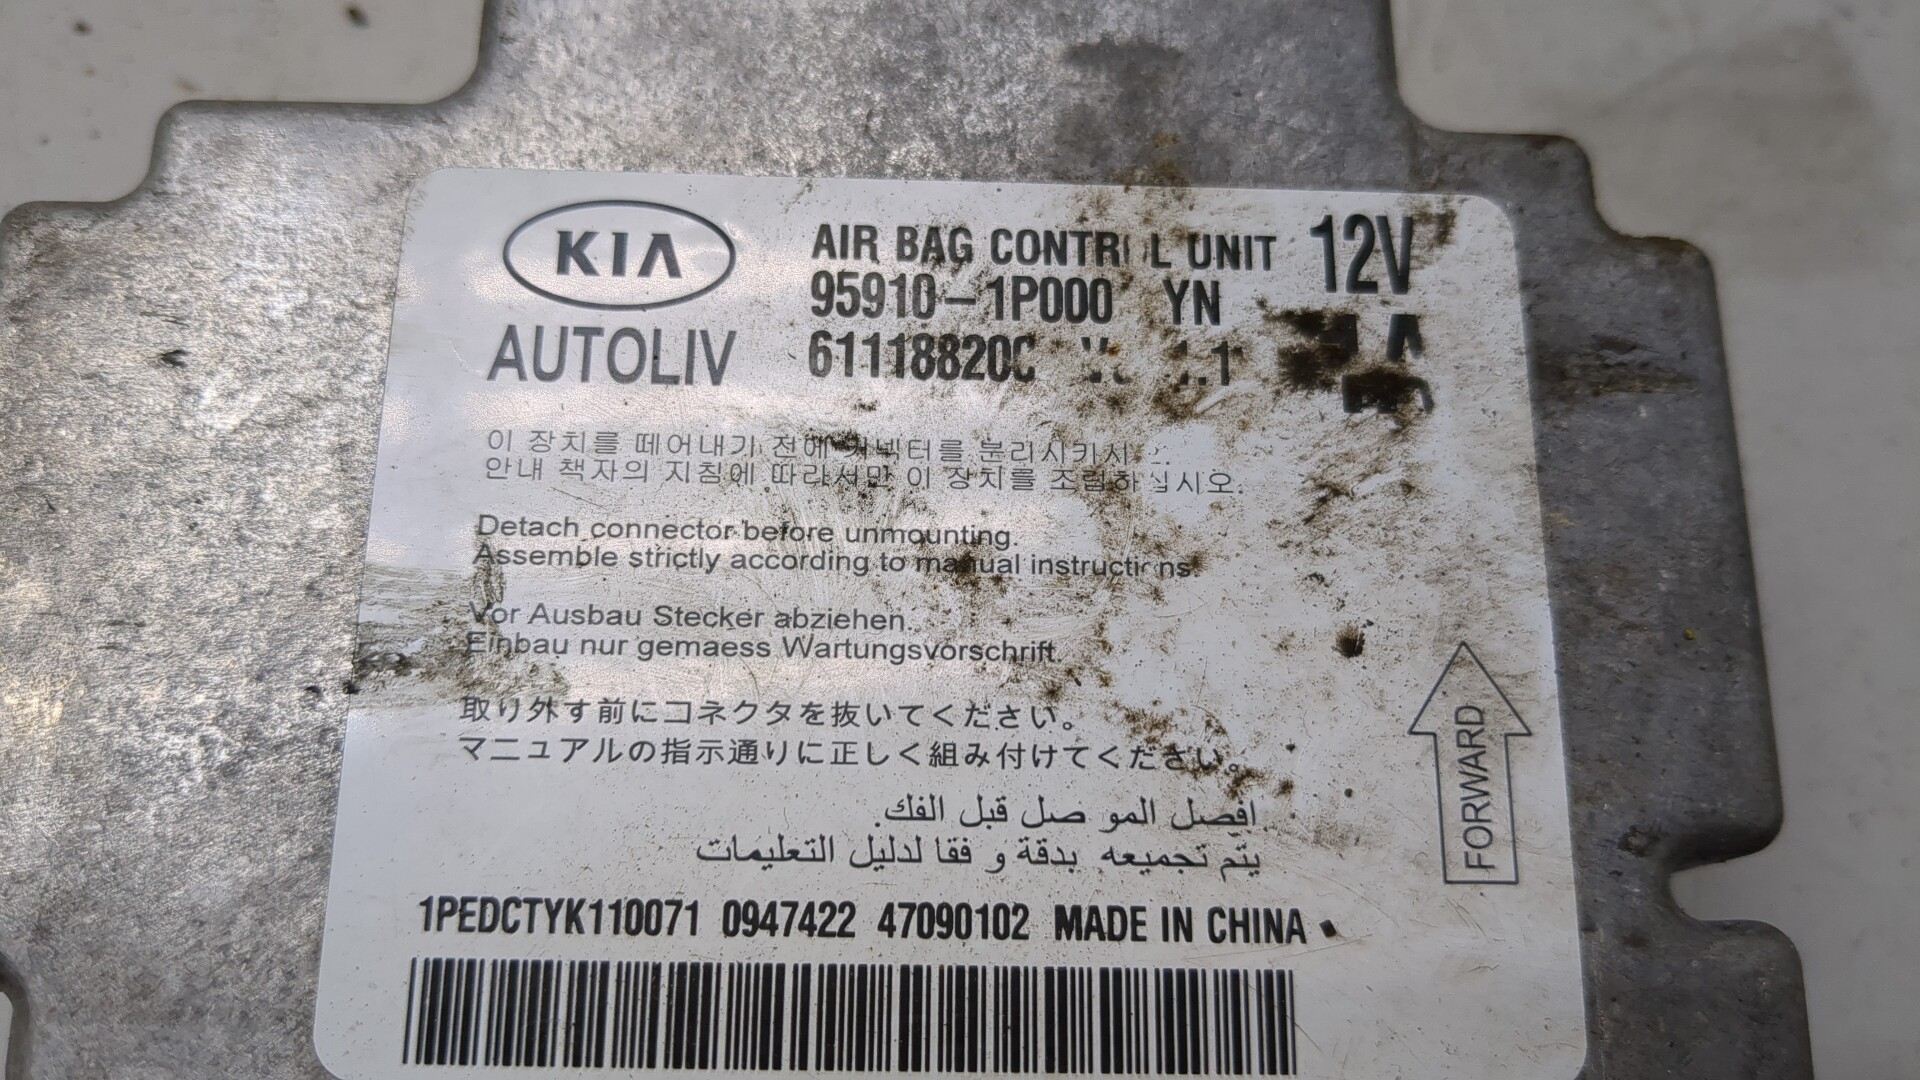 KIA
AIR BAG CONTROL UNIT 12V
95910-1P000 YN
AUTOLIV
이 장치를 떼어내기 전에 커넥터를 분리시키시
안내 책자의 지침에 따라서만 이 장치를 조립하십시오.
Detach connector before unmounting.
Assemble strictly according to manual instructions.
Vor Ausbau Stecker abziehen.
Einbau nur gemaess Wartungsvorschrift.
取り外す前にコネクタを抜いてください。
マニュアルの指示通りに正しく組み付けてください。
افصل المو صل قبل الفك.
يتم تجميعه بدقة و فقا لدليل التعليمات
FORWARD
1PEDCTYK110071 0947422 47090102 MADE IN CHINA